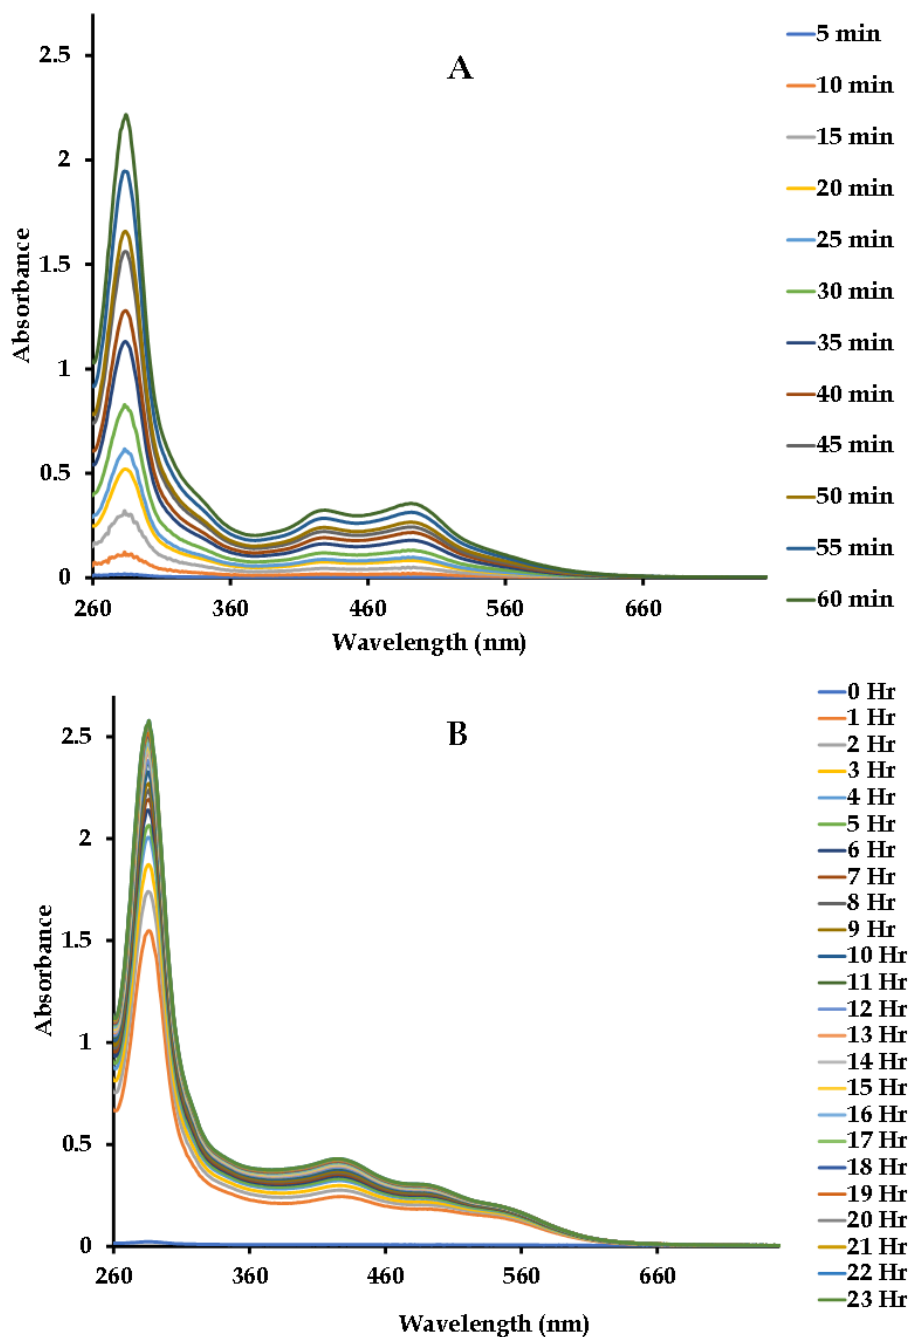 A
Absorbance
2.5
2
1.5
1
0.5
0
260
360
460
560
660
Wavelength (nm)
5 min
10 min
15 min
20 min
25 min
30 min
35 min
40 min
45 min
50 min
55 min
60 min
B
Absorbance
2.5
2
1.5
1
0.5
0
260
360
460
560
660
Wavelength (nm)
0 Hr
1 Hr
2 Hr
3 Hr
4 Hr
5 Hr
6 Hr
7 Hr
8 Hr
9 Hr
10 Hr
11 Hr
12 Hr
13 Hr
14 Hr
15 Hr
16 Hr
17 Hr
18 Hr
19 Hr
20 Hr
21 Hr
22 Hr
23 Hr